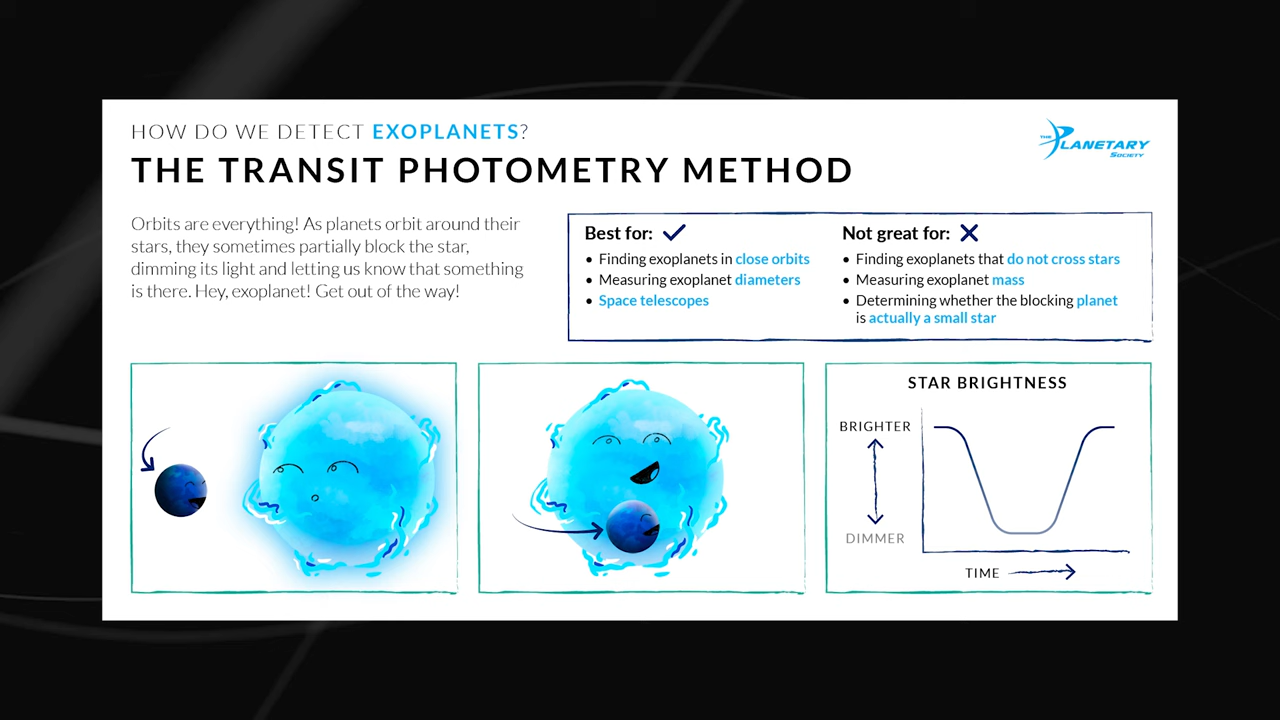 HOW DO WE DETECT EXOPLANETS?
THE TRANSIT PHOTOMETRY METHOD
THE PLANETARY
SOCIETY
Orbits are everything! As planets orbit around their
stars, they sometimes partially block the star,
dimming its light and letting us know that something
is there. Hey, exoplanet! Get out of the way!
Best for:
• Finding exoplanets in close orbits
• Measuring exoplanet diameters
• Space telescopes
Not great for:
• Finding exoplanets that do not cross stars
• Measuring exoplanet mass
• Determining whether the blocking planet
is actually a small star
STAR BRIGHTNESS
BRIGHTER
DIMMER
TIME